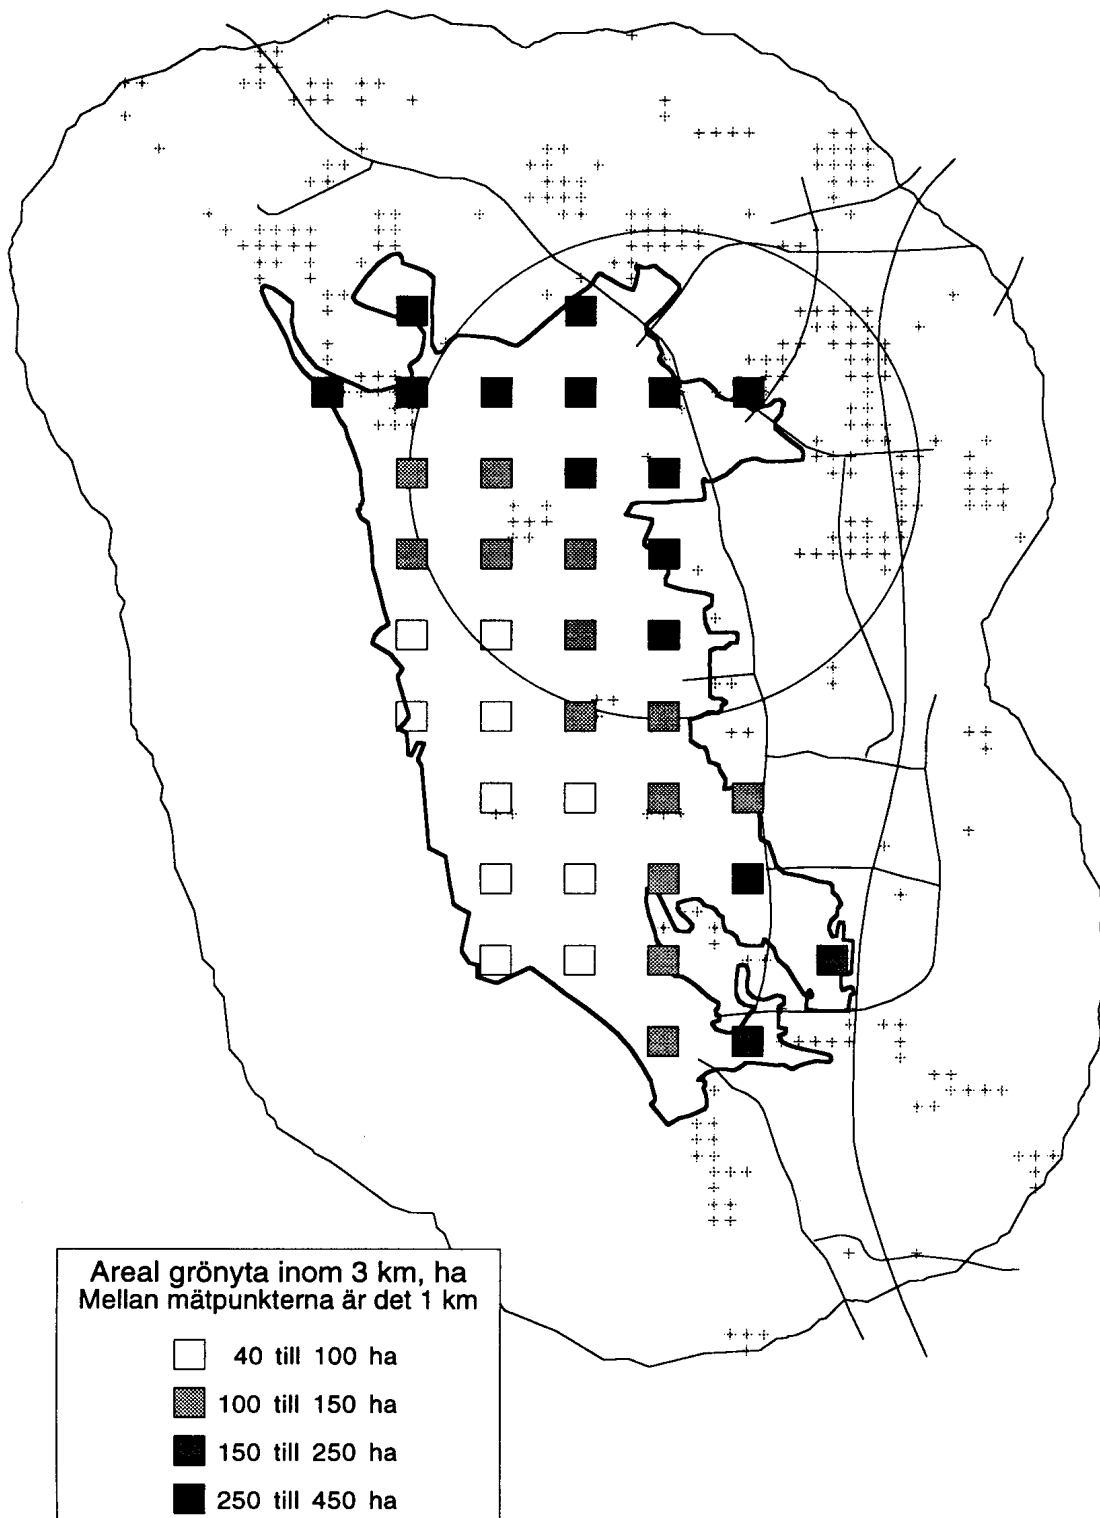 Areal grönyta inom 3 km, ha
Mellan mätpunkterna är det 1 km
40 till 100 ha
100 till 150 ha
150 till 250 ha
250 till 450 ha